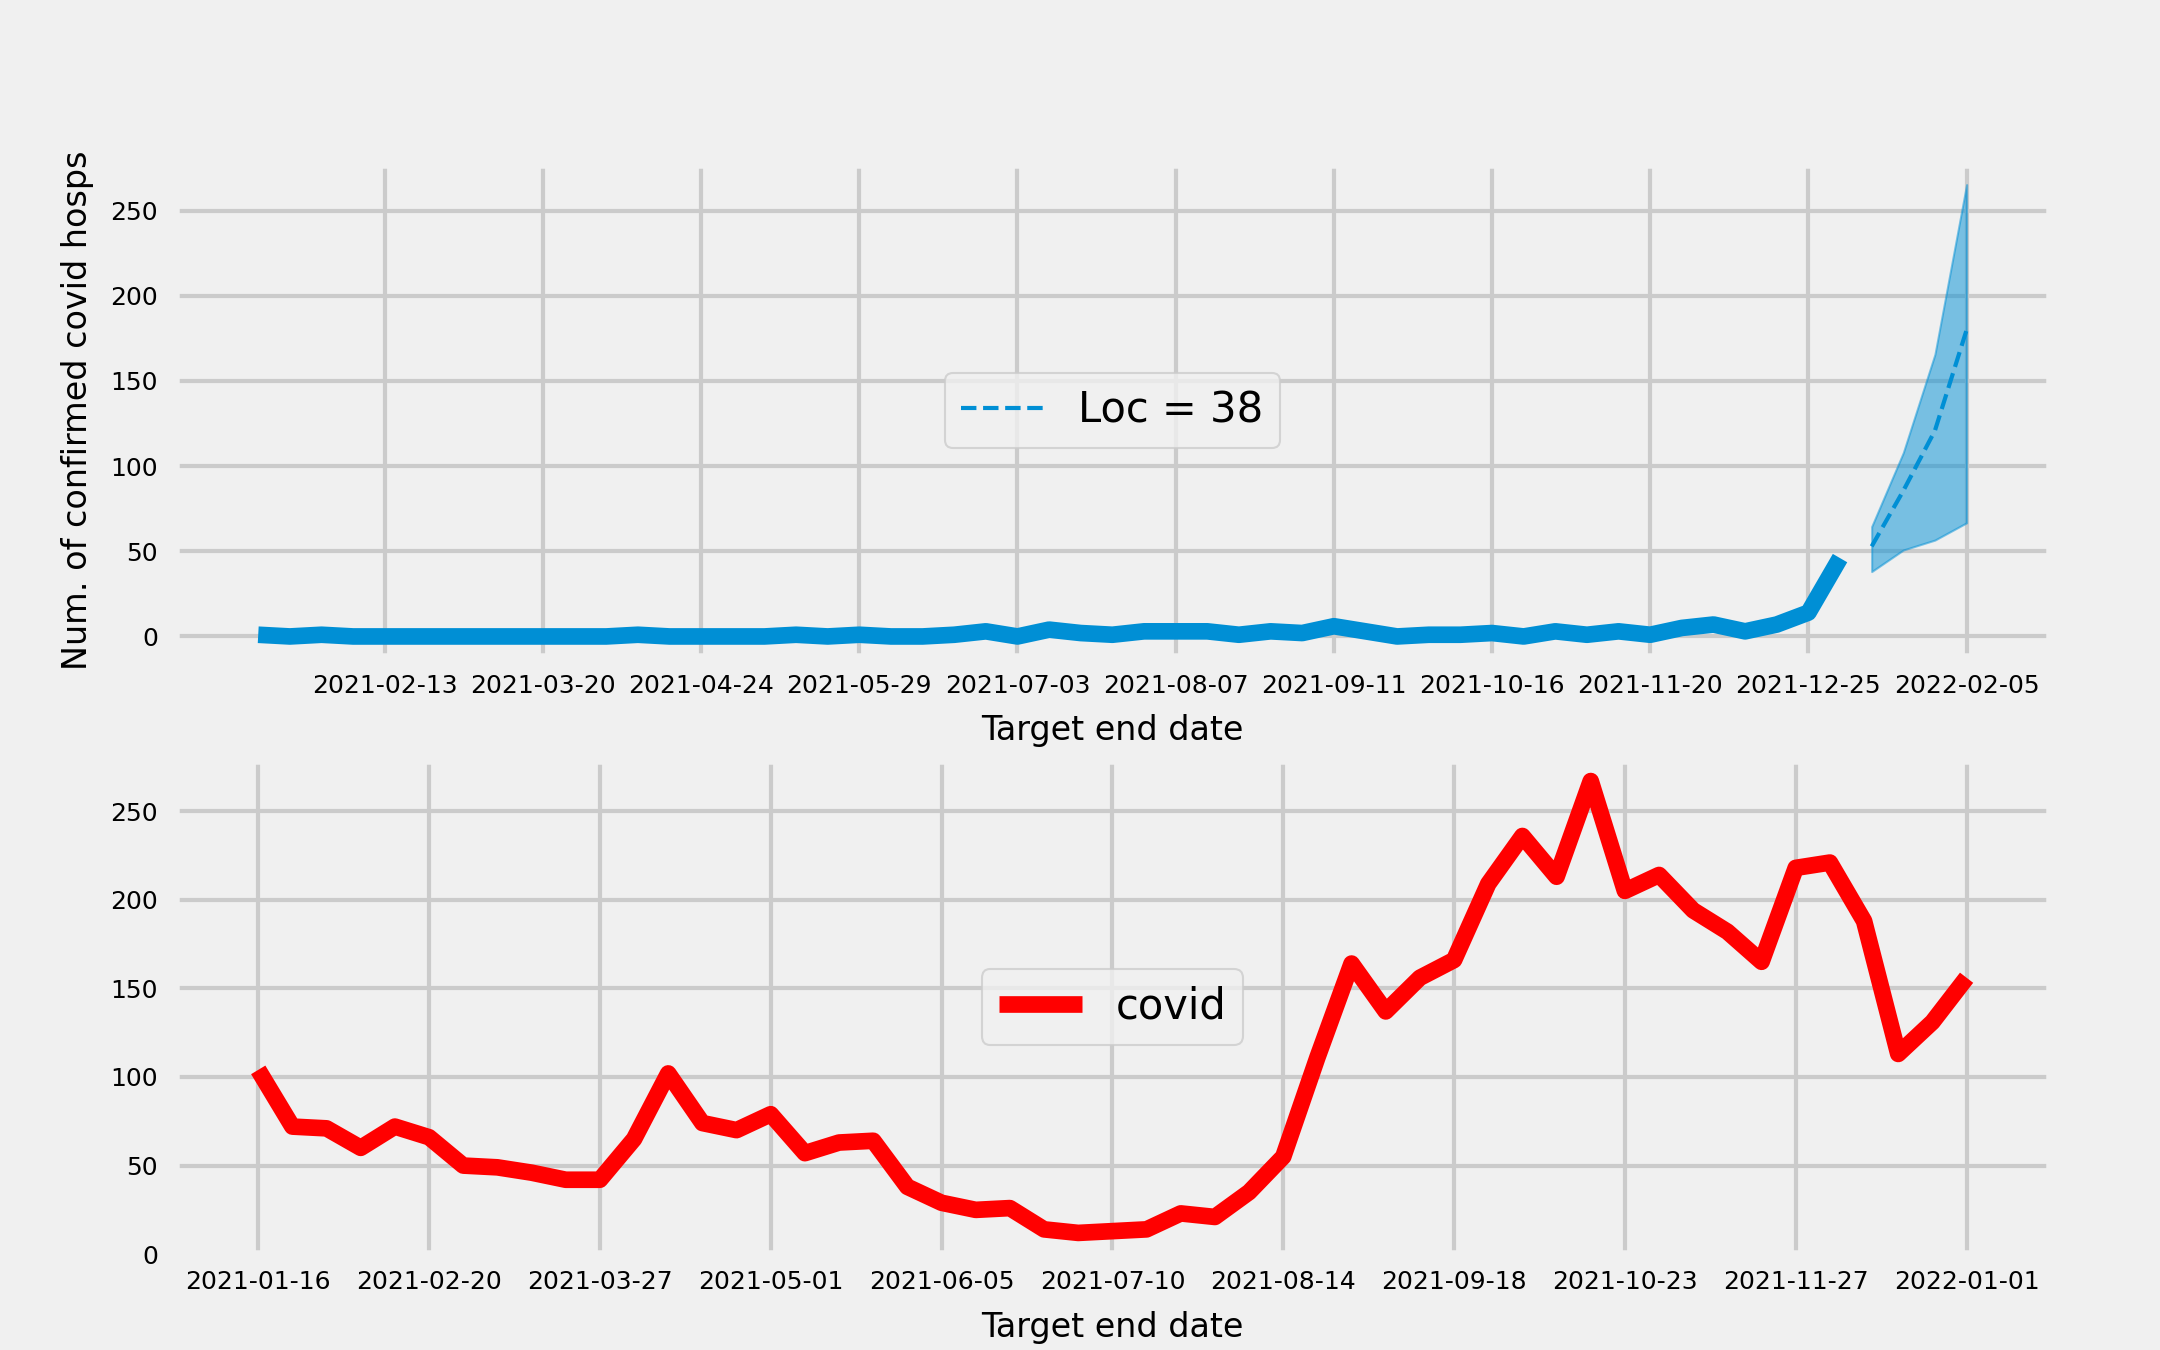 Num. of confirmed covid hosps
250
200
150
100
50
0
Loc = 38
2021-02-13 2021-03-20 2021-04-24 2021-05-29 2021-07-03 2021-08-07 2021-09-11 2021-10-16 2021-11-20 2021-12-25 2022-02-05
Target end date
250
200
150
100
50
0
covid
2021-01-16 2021-02-20 2021-03-27 2021-05-01 2021-06-05 2021-07-10 2021-08-14 2021-09-18 2021-10-23 2021-11-27 2022-01-01
Target end date